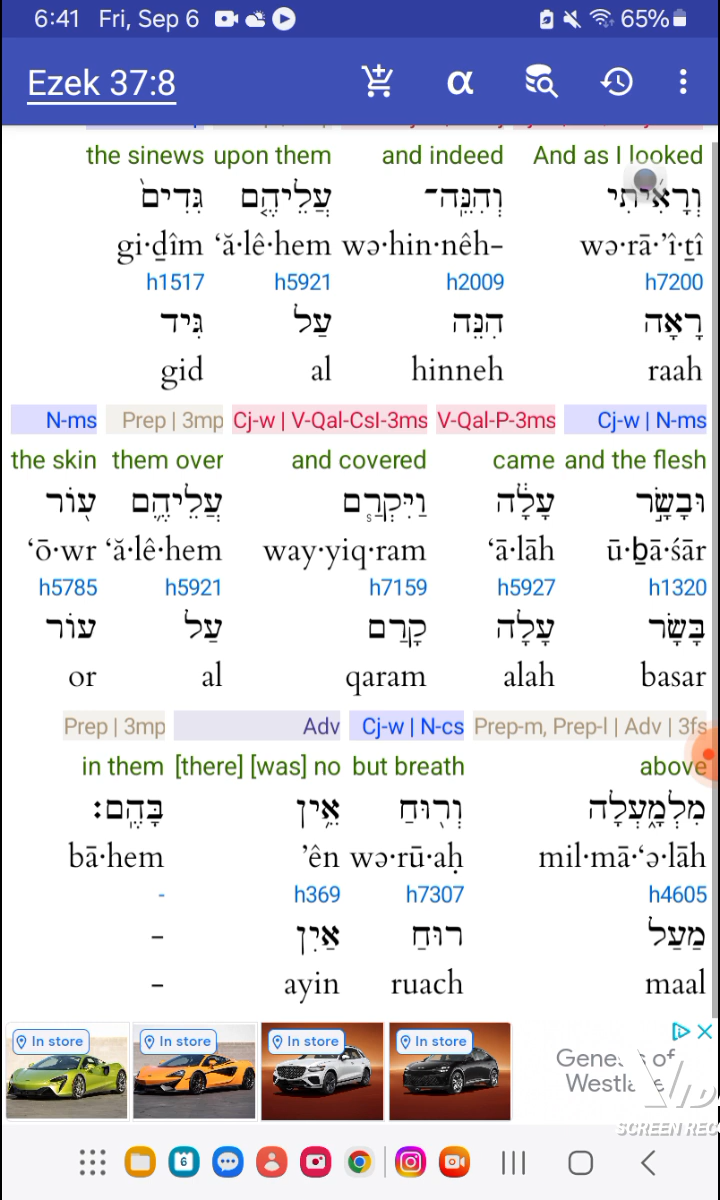 6:41 Fri, Sep 6 65%
Ezek 37:8
α
And as I looked and indeed upon them the sinews
וְרָאִ֜יתִי וְהִנֵּֽה־ עֲלֵיהֶ֤ם גִּדִים֙
wə·rā·’î·ṯî wə·hin·nêh- ‘ă·lê·hem gi·ḏîm
h7200 h2009 h5921 h1517
רָאָה הִנֵּה עַל גִּיד
raah hinneh al gid
Cj-w | N-ms V-Qal-P-3ms Cj-w | V-Qal-CsI-3ms Prep | 3mp N-ms
and the flesh came and covered them over the skin
וּבָשָׂ֣ר עָלָ֔ה וַיִּקְרַ֧ם עֲלֵיהֶ֛ם ע֖וֹר
ū·ḇā·śār ‘ā·lāh way·yiq·ram ‘ă·lê·hem ‘ō·wr
h1320 h5927 h7159 h5921 h5785
בָּשָׂר עָלָה קָרַם עַל עוֹר
basar alah qaram al or
Prep-m, Prep-l | Adv | 3fs Cj-w | N-cs Adv Prep | 3mp
above but breath [there] [was] no in them
מִלְמָ֑עְלָה וְר֖וּחַ אֵ֥ין בָּהֶֽם׃
mil·mā·‘ə·lāh wə·rū·aḥ ’ên bā·hem
h4605 h7307 h369 -
מַעַל רוּחַ אַיִן –
maal ruach ayin –
In store In store In store In store
of
SCREEN REC
6